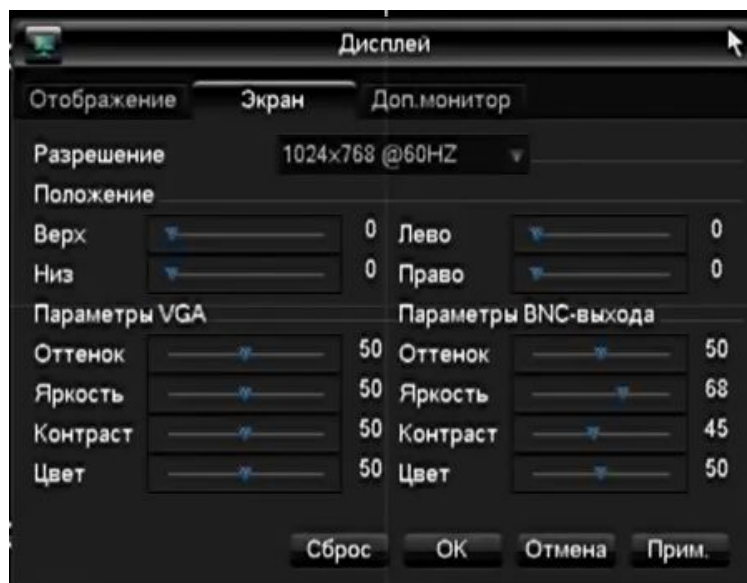 Дисплей
Отображение Экран Доп.монитор
Разрешение 1024x768 @60HZ
Положение
Верх 0 Лево 0
Низ 0 Право 0
Параметры VGA Параметры BNC-выхода
Оттенок 50 Оттенок 50
Яркость 50 Яркость 68
Контраст 50 Контраст 45
Цвет 50 Цвет 50
Сброс OK Отмена Прим.